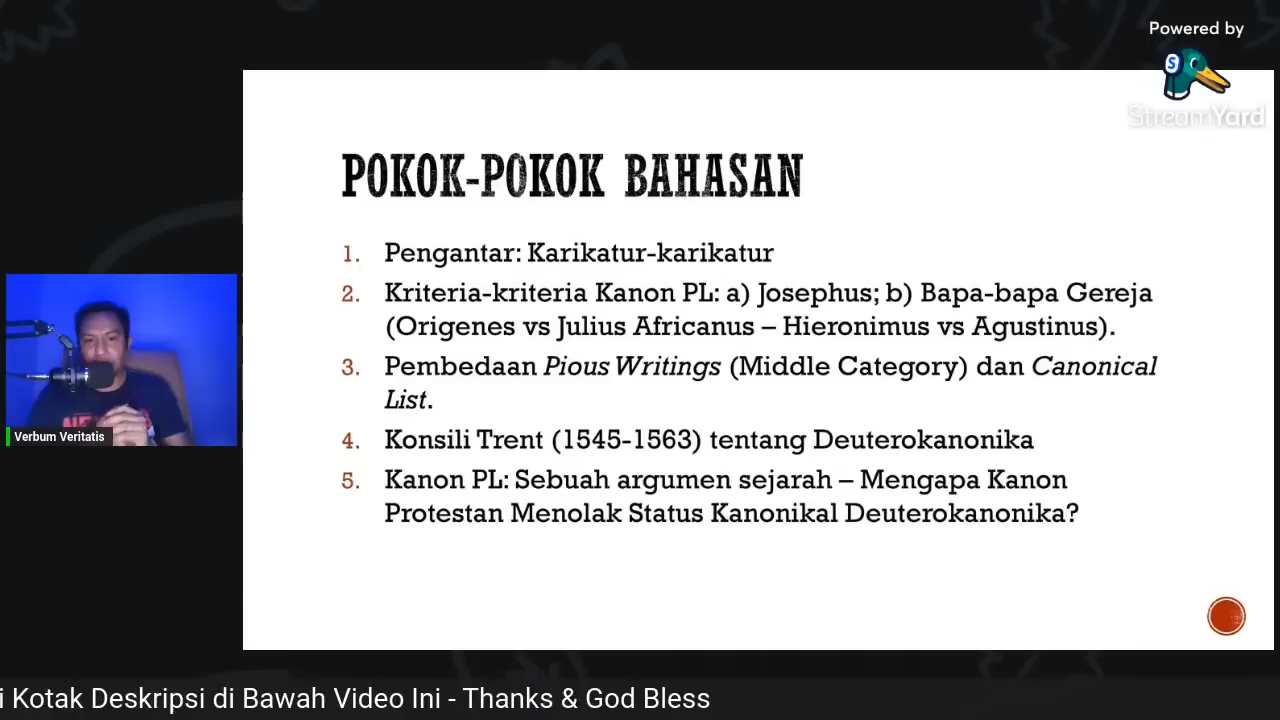 Powered by
StreamYard
POKOK-POKOK BAHASAN
1. Pengantar: Karikatur-karikatur
2. Kriteria-kriteria Kanon PL: a) Josephus; b) Bapa-bapa Gereja
(Origenes vs Julius Africanus – Hieronimus vs Agustinus).
3. Pembedaan Pious Writings (Middle Category) dan Canonical
List.
4. Konsili Trent (1545-1563) tentang Deuterokanonika
5. Kanon PL: Sebuah argumen sejarah – Mengapa Kanon
Protestan Menolak Status Kanonikal Deuterokanonika?
Verbum Veritatis
i Kotak Deskripsi di Bawah Video Ini - Thanks & God Bless